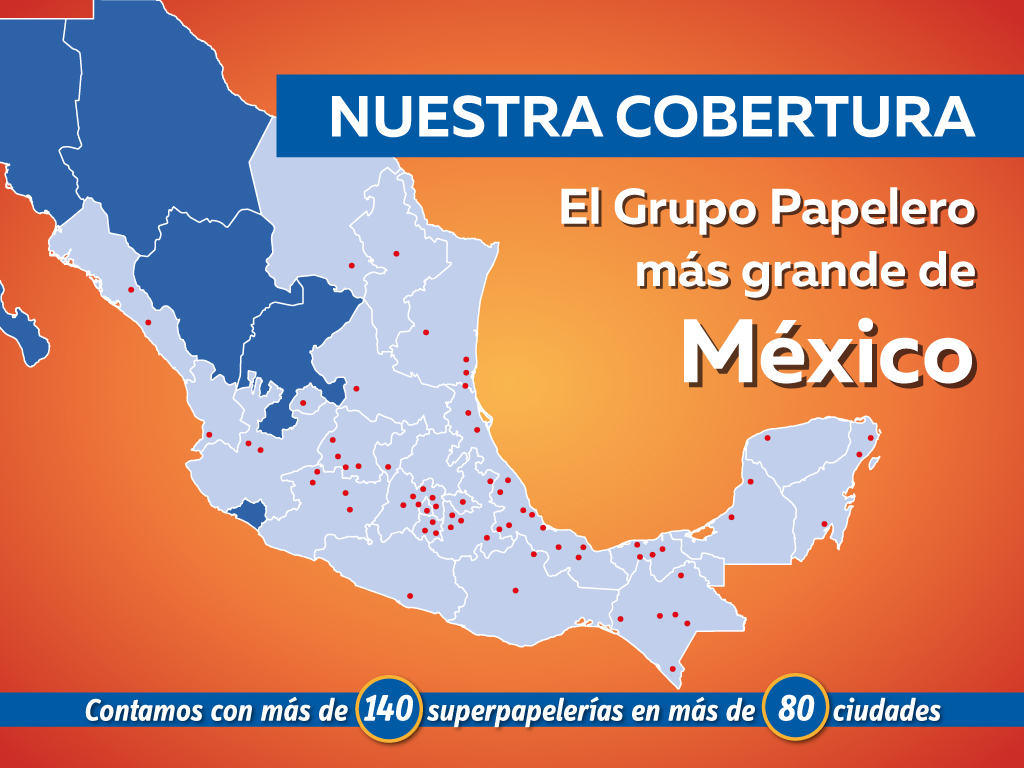 NUESTRA COBERTURA
El Grupo Papelero
más grande de
México
Contamos con más de 140 superpapelerías en más de 80 ciudades